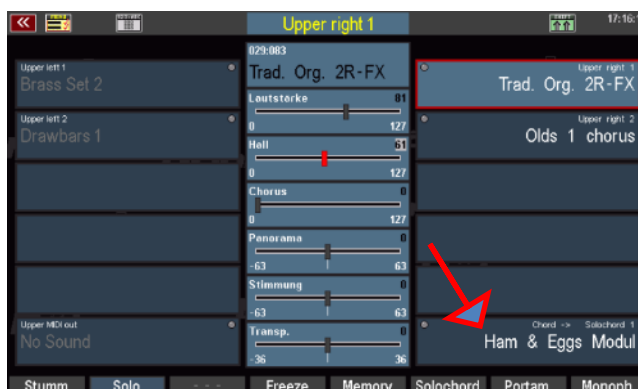 Upper right 1
17:16:
Upper left 1
Brass Set 2
Upper left 2
Drawbars 1
Upper MIDI out
No Sound
029:083
Trad. Org. 2R-FX
Lautstärke 81
0 127
Hall 61
0 127
Chorus 0
0 127
Panorama 0
-63 63
Stimmung 0
-63 63
Transp. 0
-36 36
Upper right 1
Trad. Org. 2R-FX
Upper right 2
Olds 1 chorus
Chord -> Solochord 1
Ham & Eggs Modul
Stumm Solo --- Freeze Memory Solochord Portam Monoph